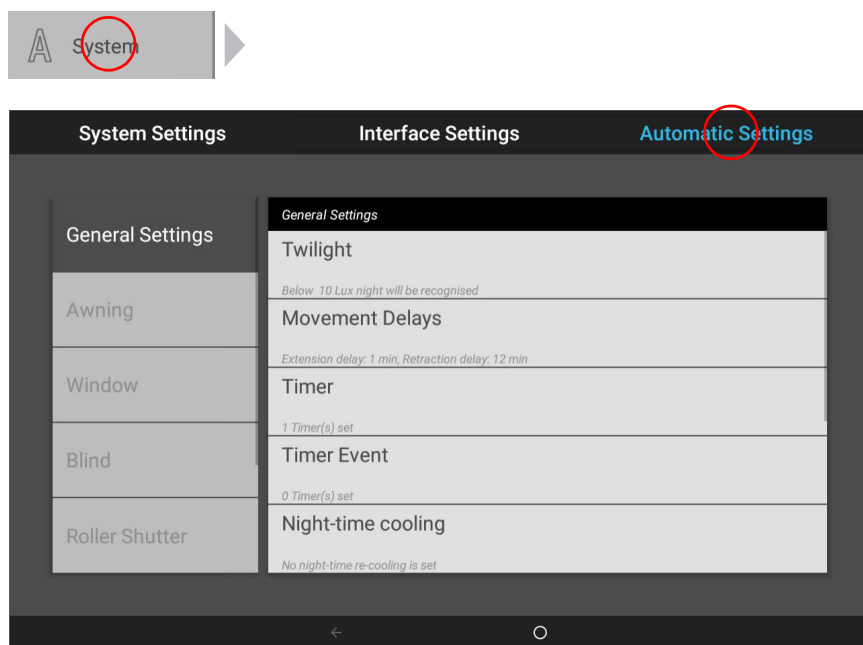 A System
System Settings Interface Settings Automatic Settings
General Settings
Awning
Window
Blind
Roller Shutter
General Settings
Twilight
Below 10 Lux night will be recognised
Movement Delays
Extension delay: 1 min, Retraction delay: 12 min
Timer
1 Timer(s) set
Timer Event
0 Timer(s) set
Night-time cooling
No night-time re-cooling is set